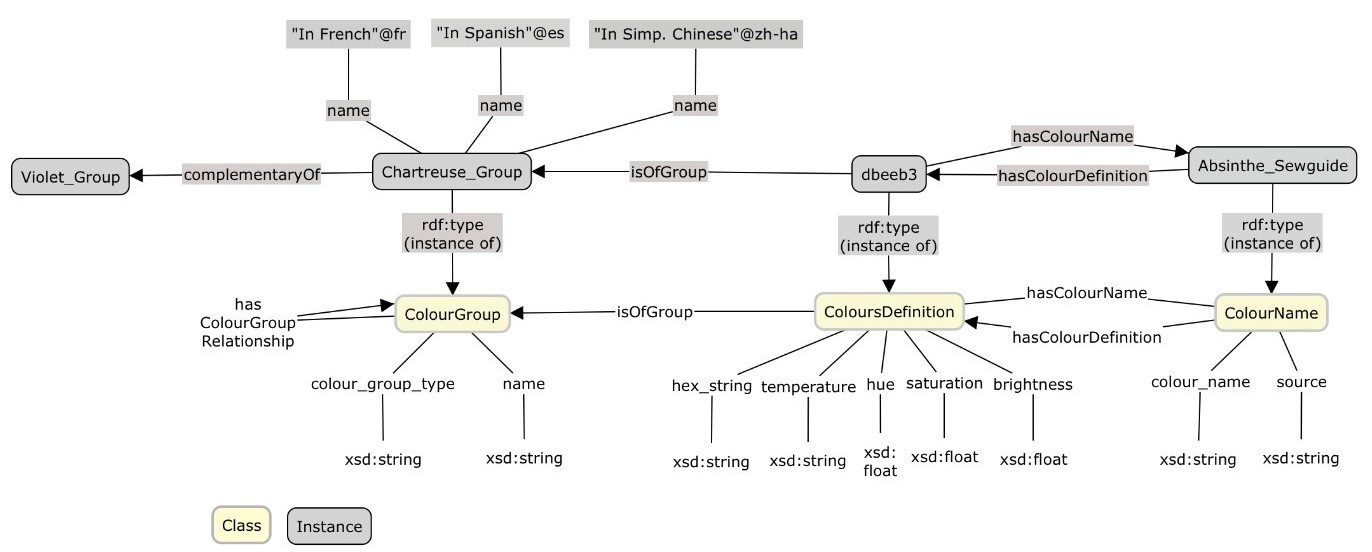 "In French"@fr
"In Spanish"@es
"In Simp. Chinese"@zh-ha
name
name
name
Violet_Group
complementaryOf
Chartreuse_Group
isOfGroup
dbeeb3
hasColourName
hasColourDefinition
Absinthe_Sewguide
rdf:type
(instance of)
rdf:type
(instance of)
rdf:type
(instance of)
has
ColourGroup
Relationship
ColourGroup
isOfGroup
ColoursDefinition
hasColourName
hasColourDefinition
ColourName
colour_group_type
name
hex_string
temperature
hue
saturation
brightness
colour_name
source
xsd:string
xsd:string
xsd:string
xsd:string
xsd:
float
xsd:float
xsd:float
xsd:string
xsd:string
Class
Instance